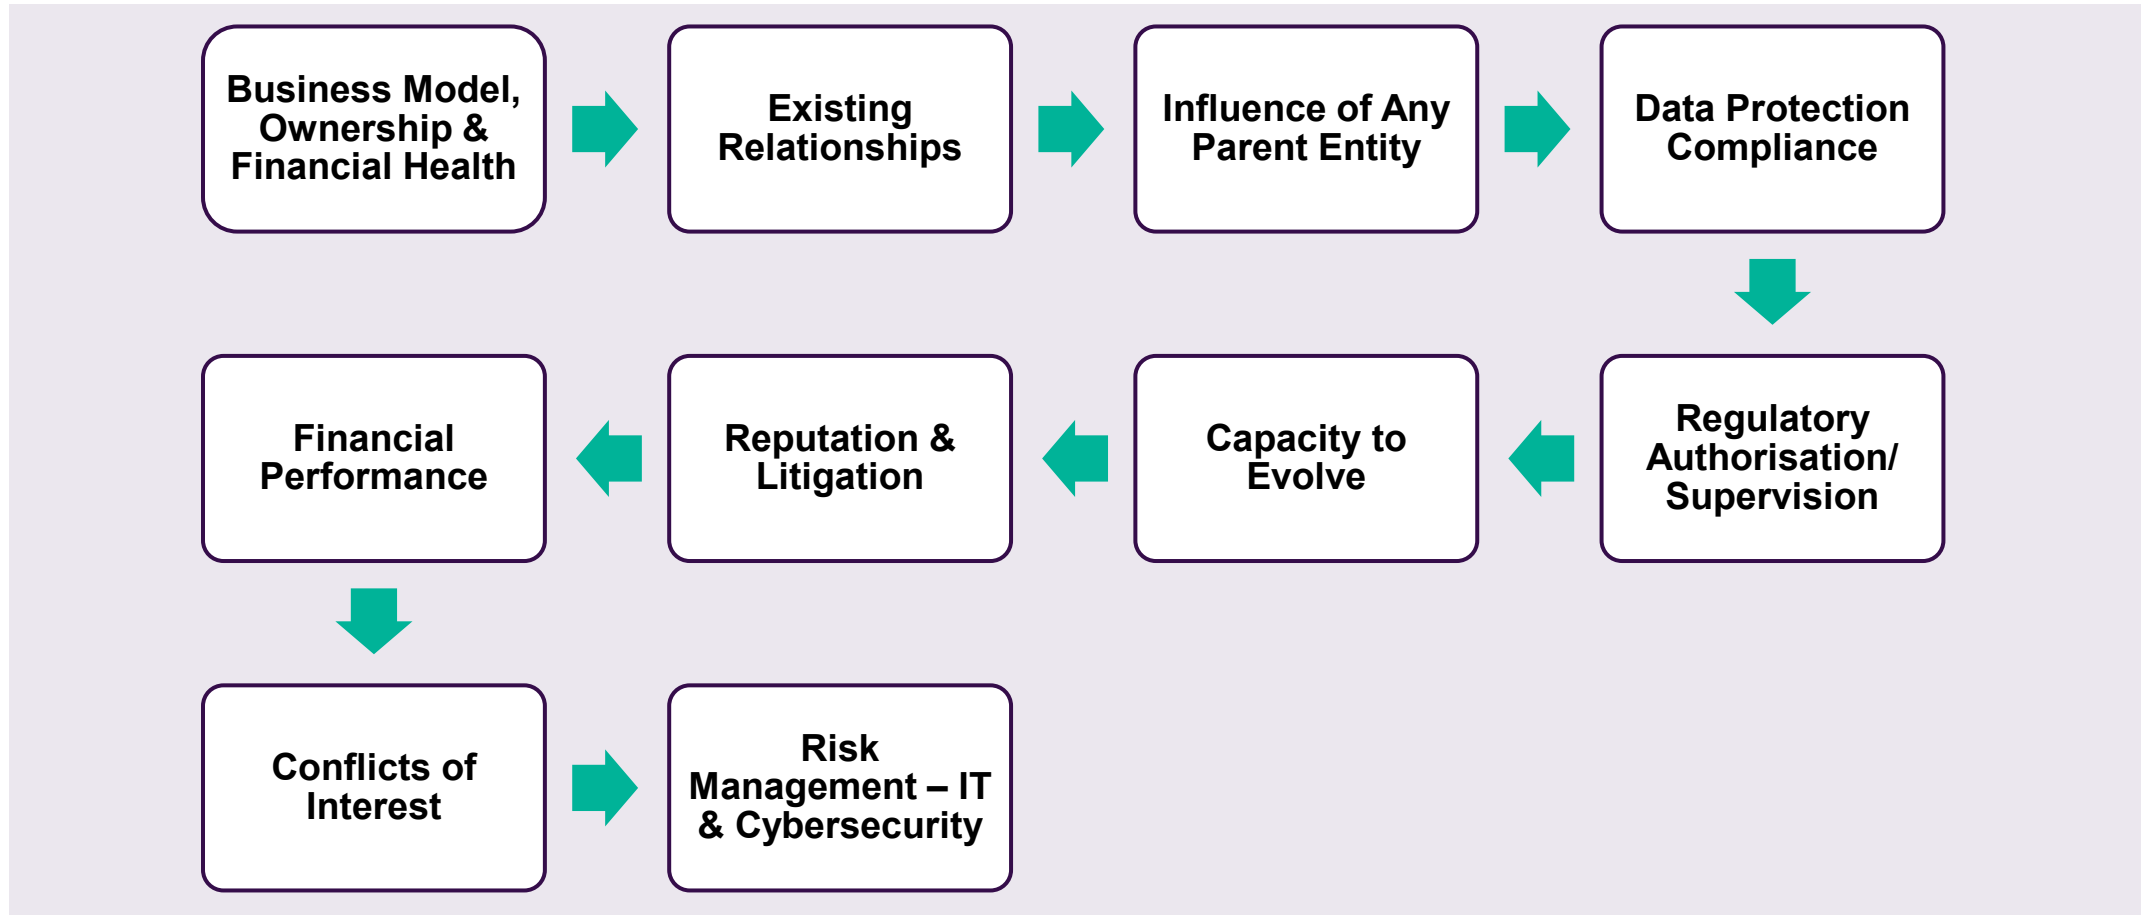 Business Model,
Ownership &
Financial Health
Existing
Relationships
Influence of Any
Parent Entity
Data Protection
Compliance
Regulatory
Authorisation/
Supervision
Capacity to
Evolve
Reputation &
Litigation
Financial
Performance
Conflicts of
Interest
Risk
Management – IT
& Cybersecurity